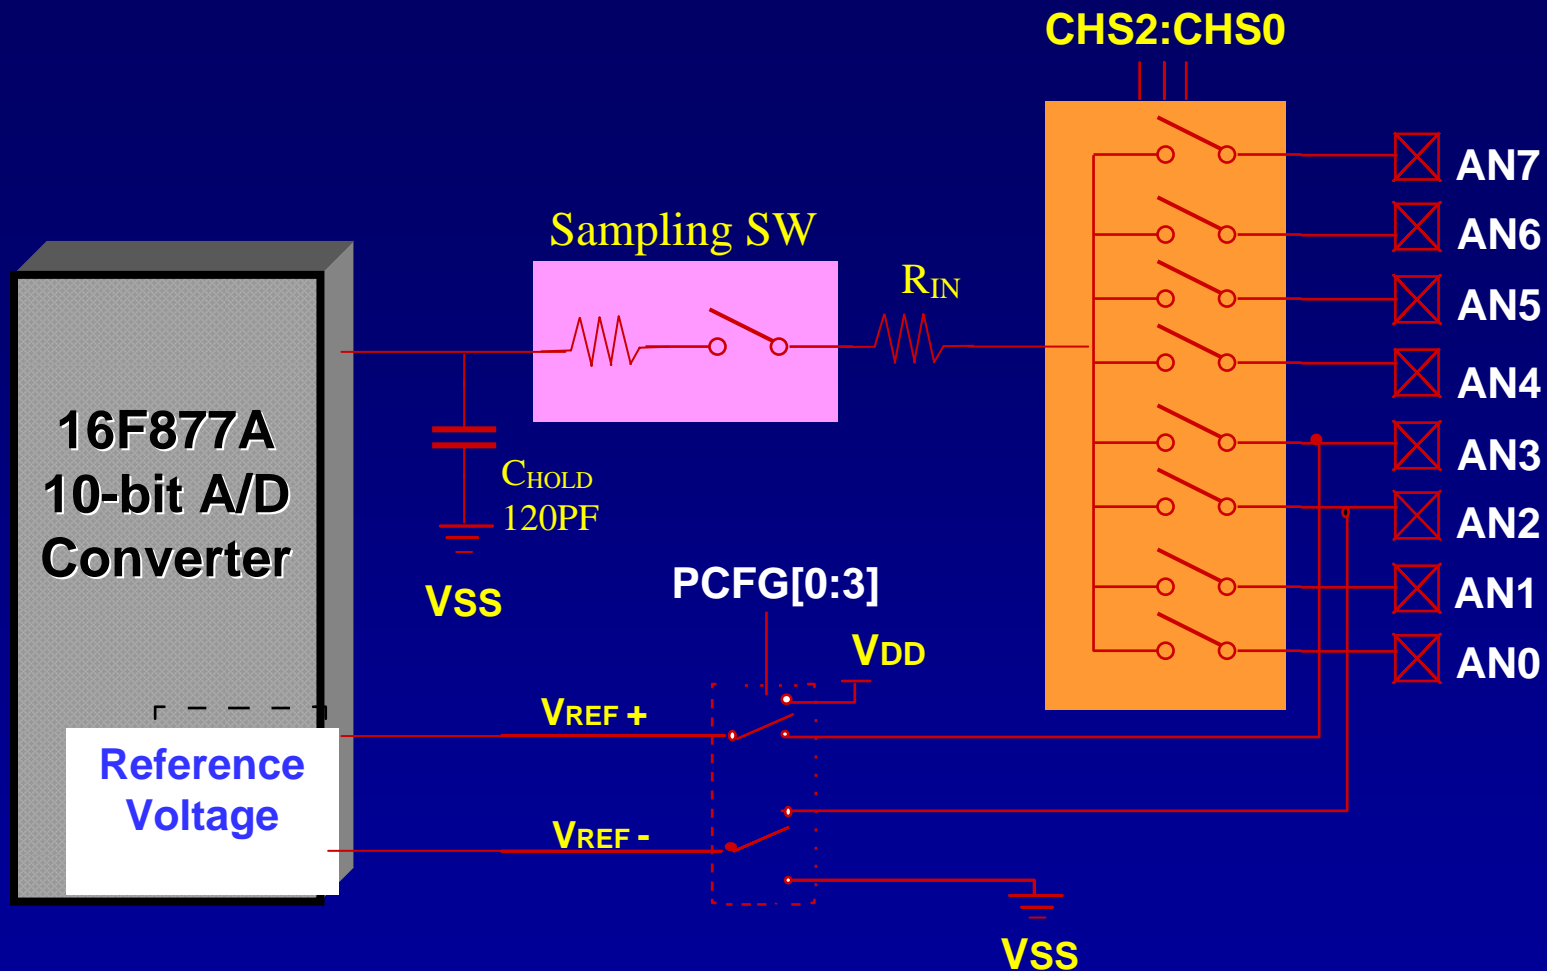 CHS2:CHS0
AN7
AN6
AN5
AN4
AN3
AN2
AN1
AN0
Sampling SW
RIN
16F877A
10-bit A/D
Converter
CHOLD
120PF
VSS
PCFG[0:3]
VDD
VREF +
Reference
Voltage
VREF -
VSS